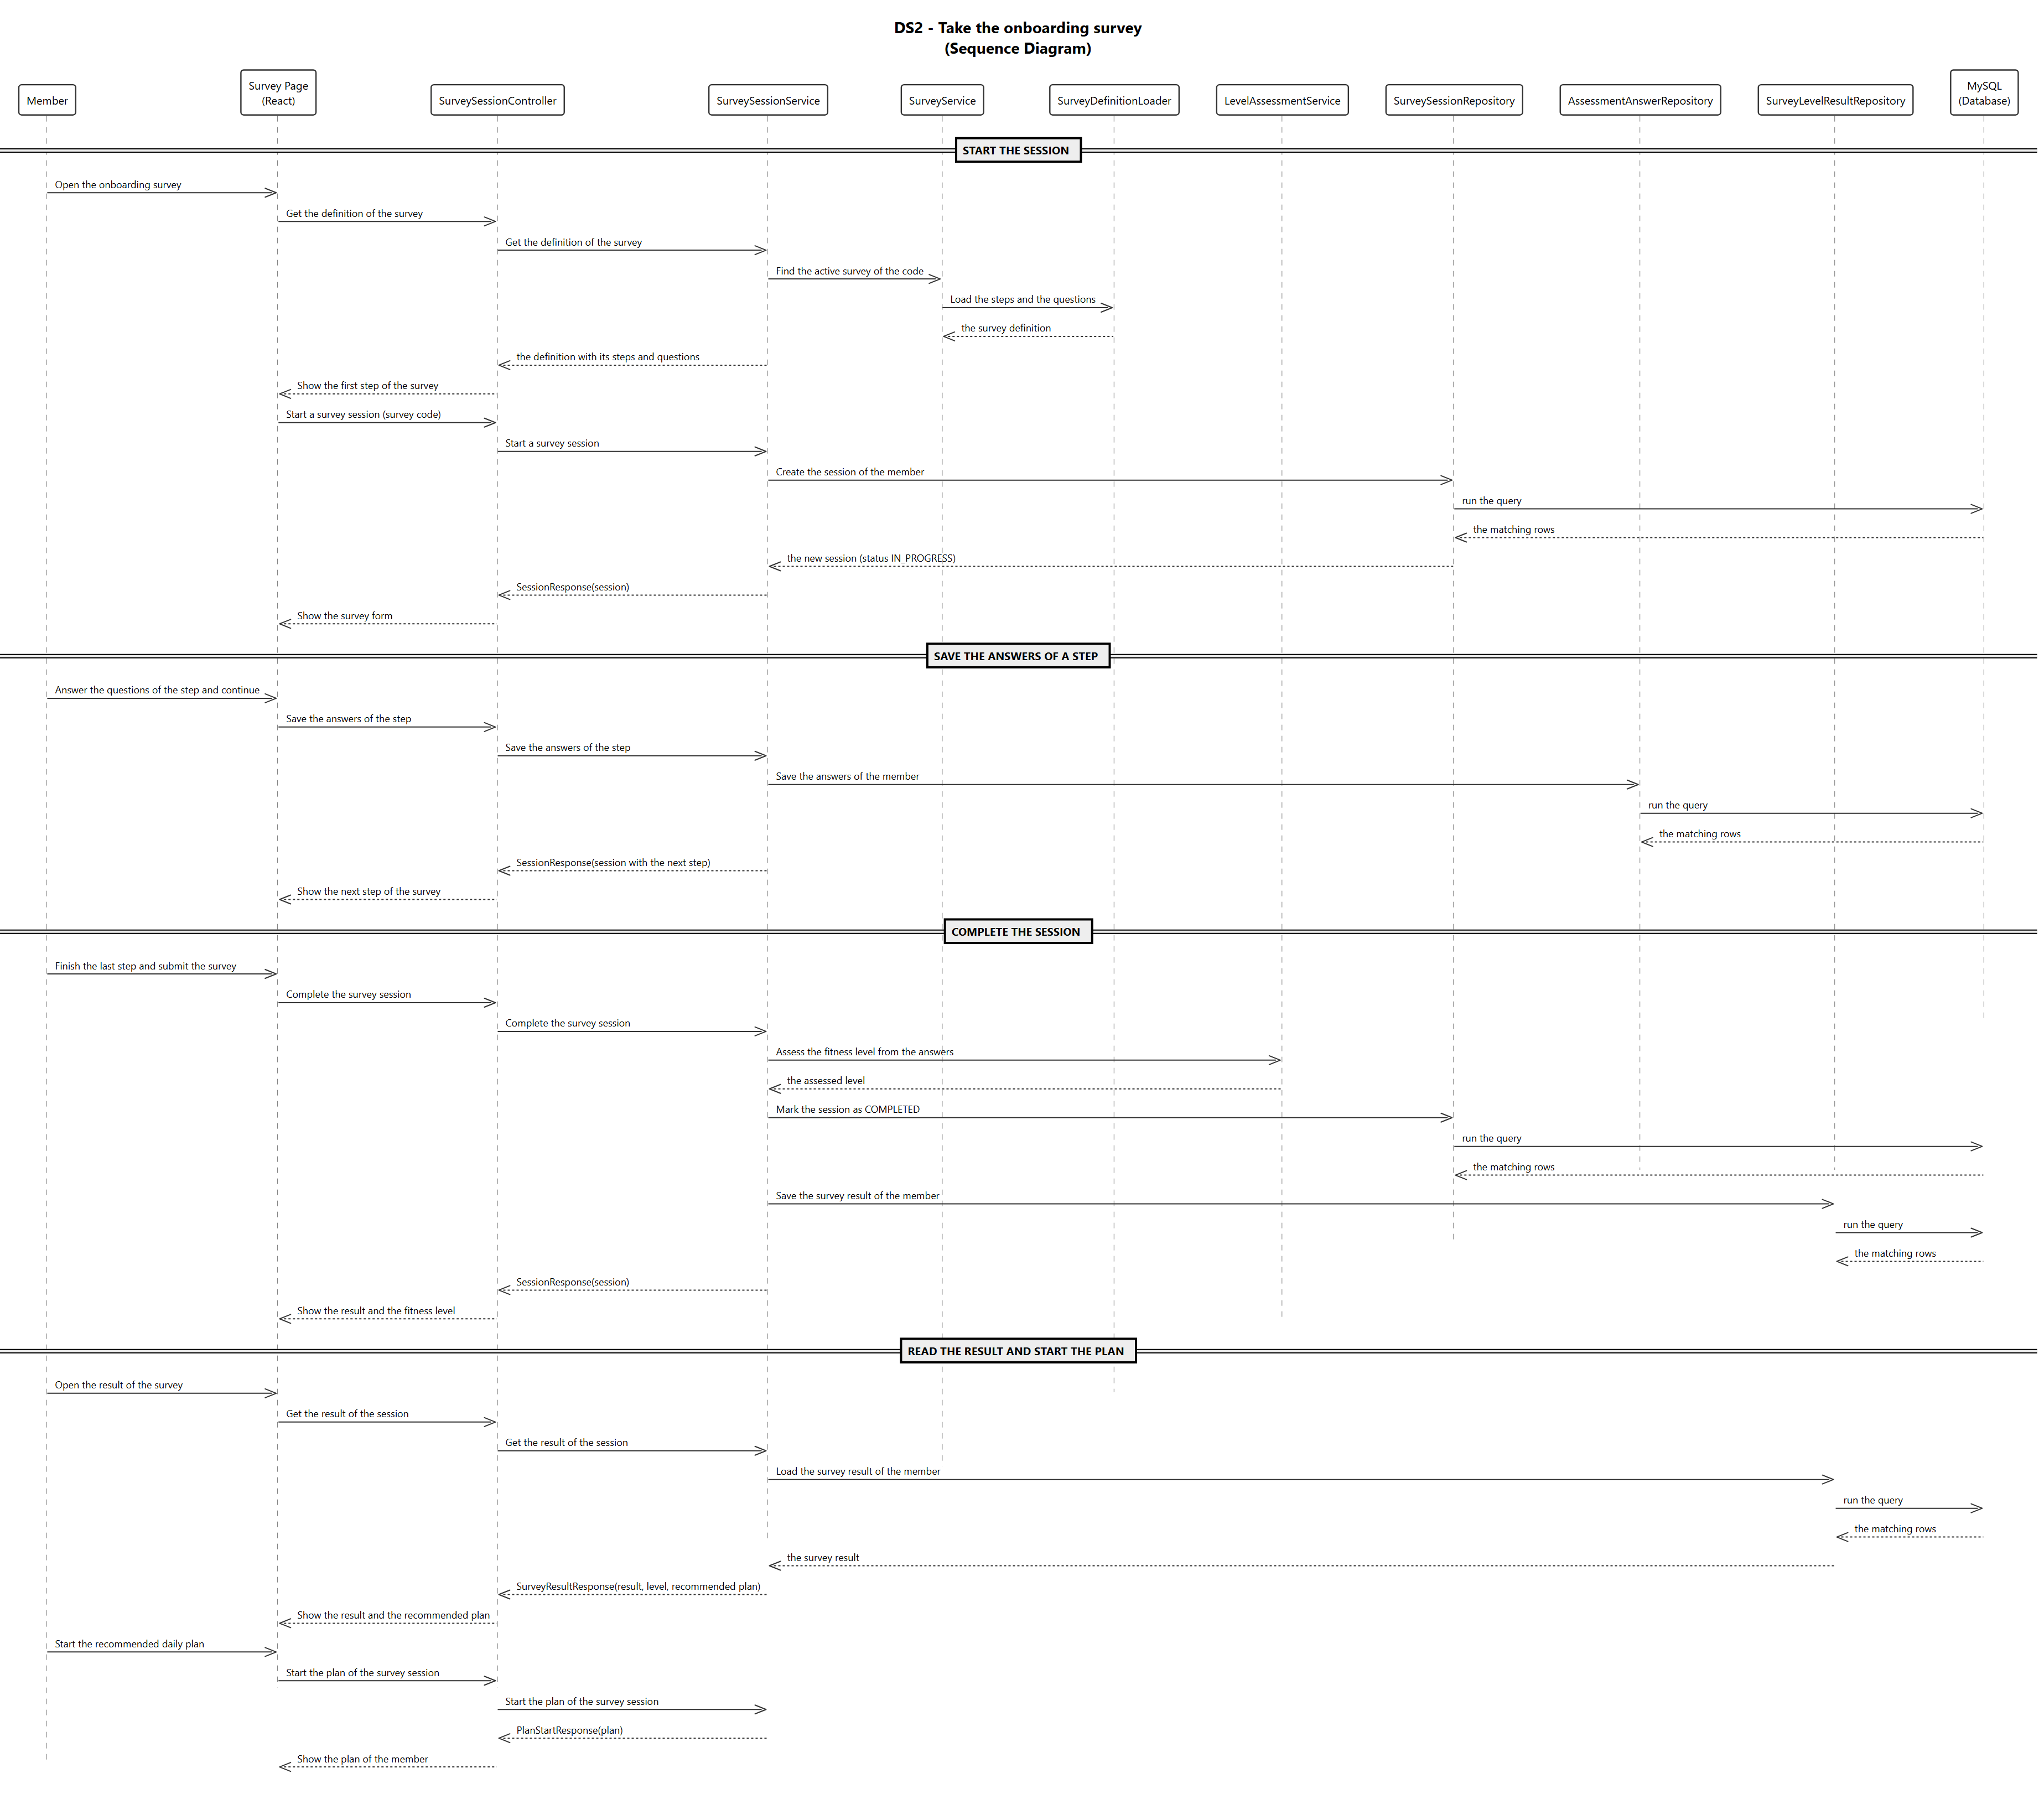 DS2 - Take the onboarding survey
(Sequence Diagram)
Member
Survey Page
(React)
SurveySessionController
SurveySessionService
SurveyService
SurveyDefinitionLoader
LevelAssessmentService
SurveySessionRepository
AssessmentAnswerRepository
SurveyLevelResultRepository
MySQL
(Database)
START THE SESSION
Open the onboarding survey
Get the definition of the survey
Get the definition of the survey
Find the active survey of the code
Load the steps and the questions
the survey definition
the definition with its steps and questions
Show the first step of the survey
Start a survey session (survey code)
Start a survey session
Create the session of the member
run the query
the matching rows
the new session (status IN_PROGRESS)
SessionResponse(session)
Show the survey form
SAVE THE ANSWERS OF A STEP
Answer the questions of the step and continue
Save the answers of the step
Save the answers of the step
Save the answers of the member
run the query
the matching rows
SessionResponse(session with the next step)
Show the next step of the survey
COMPLETE THE SESSION
Finish the last step and submit the survey
Complete the survey session
Complete the survey session
Assess the fitness level from the answers
the assessed level
Mark the session as COMPLETED
run the query
the matching rows
Save the survey result of the member
run the query
the matching rows
SessionResponse(session)
Show the result and the fitness level
READ THE RESULT AND START THE PLAN
Open the result of the survey
Get the result of the session
Get the result of the session
Load the survey result of the member
run the query
the matching rows
the survey result
SurveyResultResponse(result, level, recommended plan)
Show the result and the recommended plan
Start the recommended daily plan
Start the plan of the survey session
Start the plan of the survey session
PlanStartResponse(plan)
Show the plan of the member